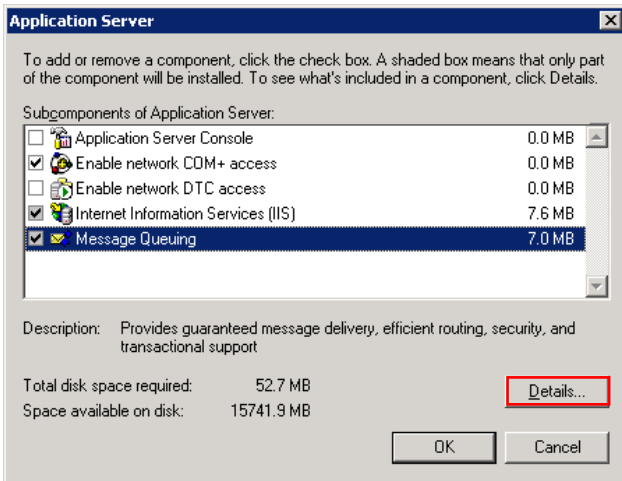 Application Server
To add or remove a component, click the check box. A shaded box means that only part
of the component will be installed. To see what's included in a component, click Details.
Subcomponents of Application Server:
Application Server Console 0.0 MB
Enable network COM+ access 0.0 MB
Enable network DTC access 0.0 MB
Internet Information Services (IIS) 7.6 MB
Message Queuing 7.0 MB
Description: Provides guaranteed message delivery, efficient routing, security, and
transactional support
Total disk space required: 52.7 MB
Space available on disk: 15741.9 MB
Details...
OK Cancel